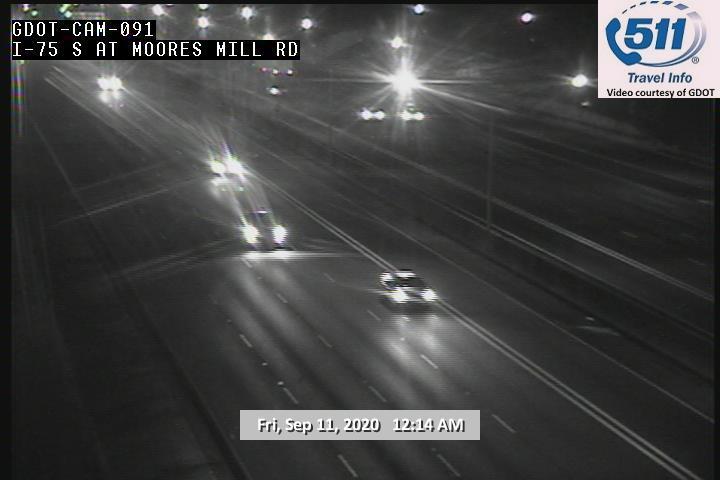 GDOT-CAM-091
I-75 S AT MOORES MILL RD
511
®
Travel Info
Video courtesy of GDOT
Fri, Sep 11, 2020 12:14 AM